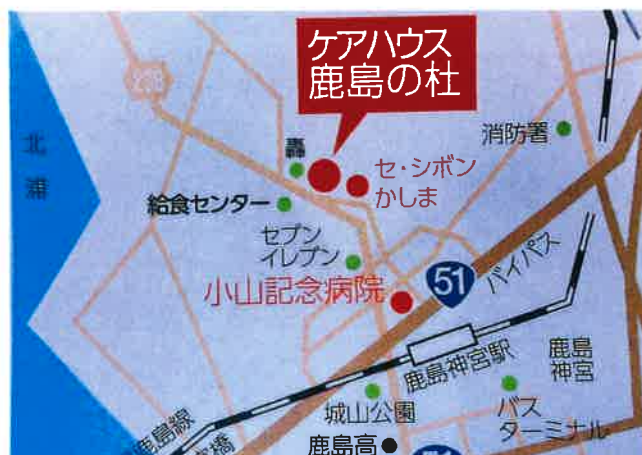 ケアハウス
鹿島の杜
北浦
消防署
轟
セ・シボン
かしま
給食センター
セブン
イレブン
51
バイパス
小山記念病院
鹿島神宮駅
鹿島
神宮
城山公園
バス
ターミナル
鹿島線
鹿島高